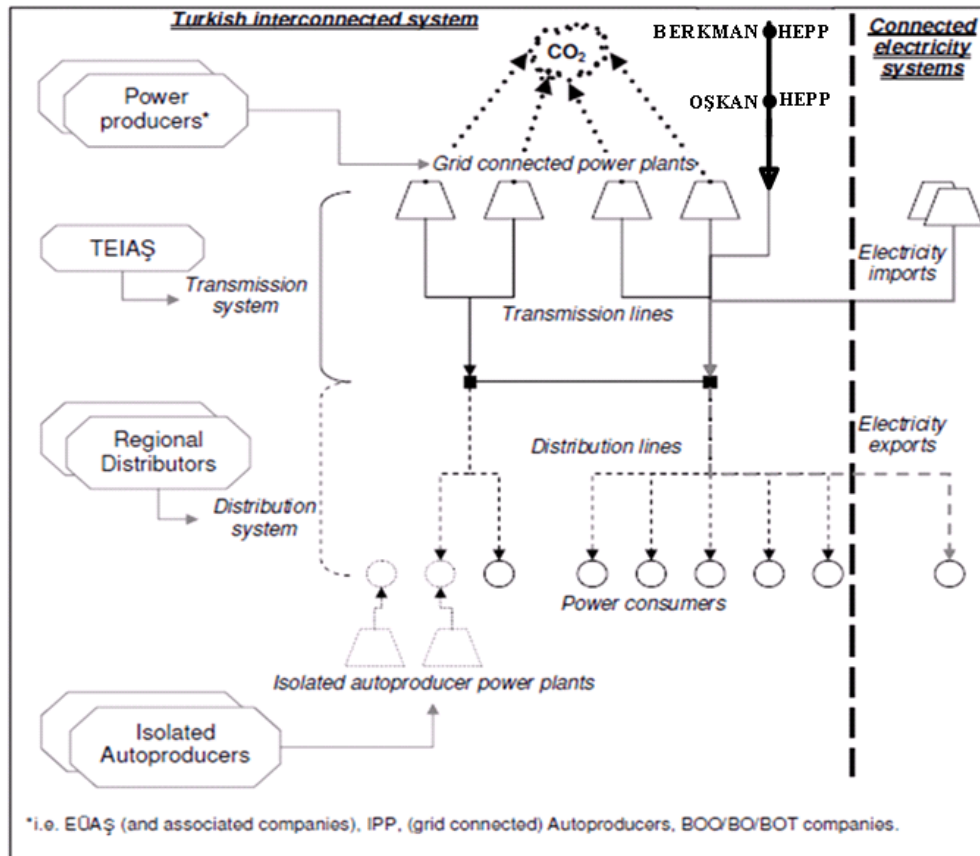 Turkish interconnected system
BERKMAN HEPP
Connected
electricity
systems
CO2
OŞKAN HEPP
Power
producers*
Grid connected power plants
TEIAŞ
Transmission
system
Electricity
imports
Transmission lines
Regional
Distributors
Distribution lines
Electricity
exports
Distribution
system
Power consumers
Isolated autoproducer power plants
Isolated
Autoproducers
*i.e. EÜAŞ (and associated companies), IPP, (grid connected) Autoproducers, BOO/BO/BOT companies.